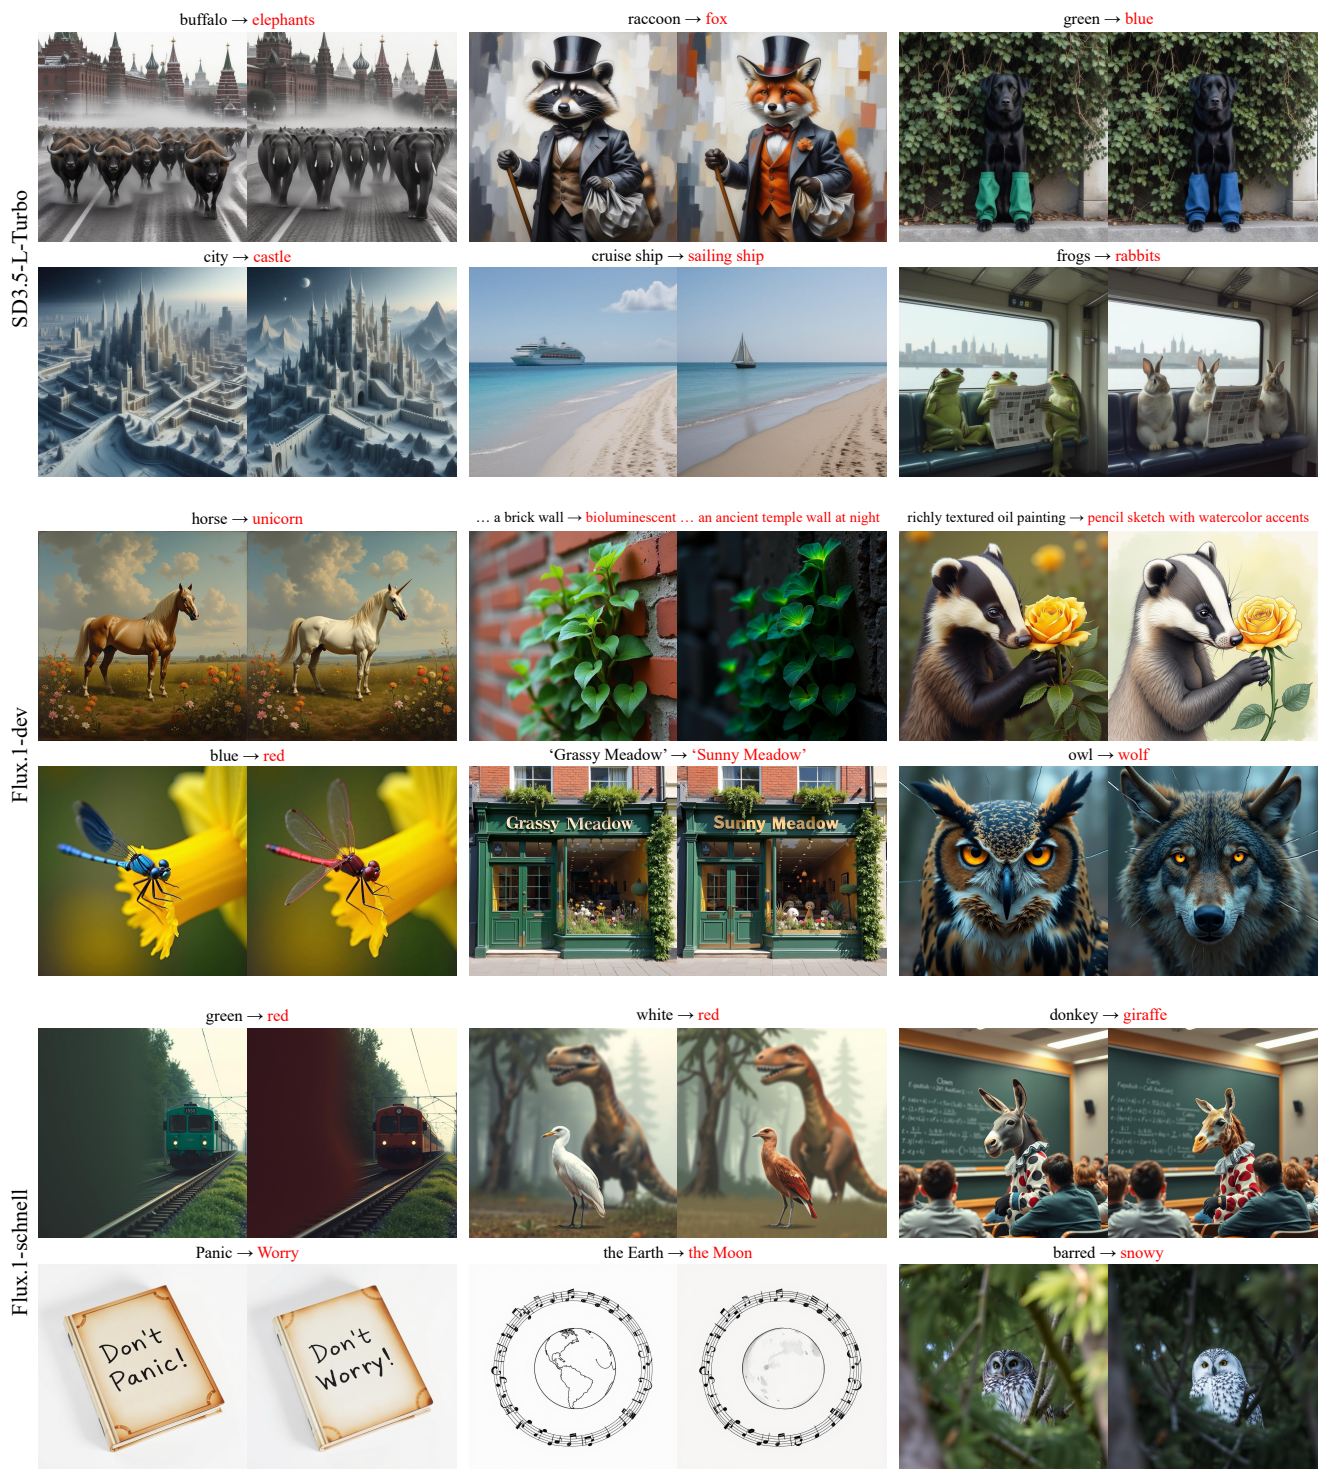 buffalo → elephants
raccoon → fox
green → blue
SD3.5-L-Turbo
city → castle
cruise ship → sailing ship
frogs → rabbits
horse → unicorn
… a brick wall → bioluminescent … an ancient temple wall at night
richly textured oil painting → pencil sketch with watercolor accents
Flux.1-dev
blue → red
‘Grassy Meadow’ → ‘Sunny Meadow’
owl → wolf
Grassy Meadow
Sunny Meadow
green → red
white → red
donkey → giraffe
Flux.1-schnell
Panic → Worry
the Earth → the Moon
barred → snowy
Don't
Panic!
Don't
Worry!